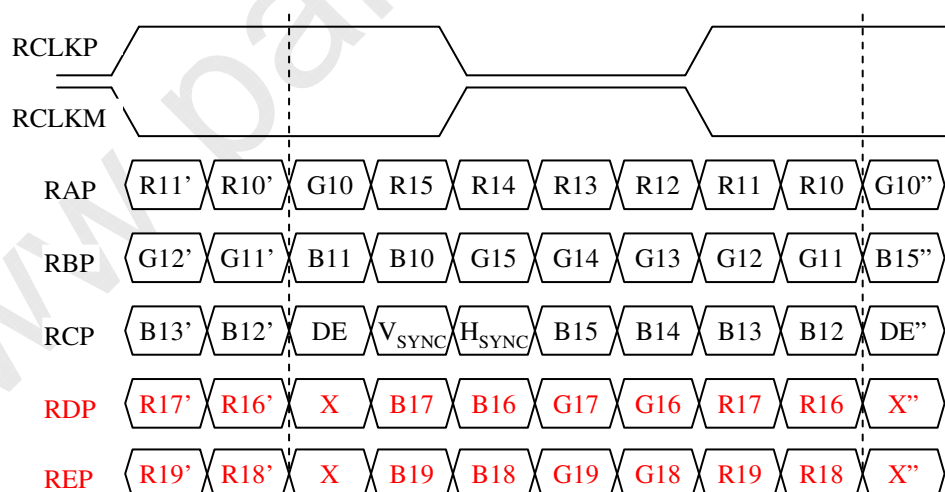 RCLKP
RCLKM
RAP R11’ R10’ G10 R15 R14 R13 R12 R11 R10 G10”
RBP G12’ G11’ B11 B10 G15 G14 G13 G12 G11 B15”
RCP B13’ B12’ DE VSYNC HSYNC B15 B14 B13 B12 DE”
RDP R17’ R16’ X B17 B16 G17 G16 R17 R16 X”
REP R19’ R18’ X B19 B18 G19 G18 R19 R18 X”